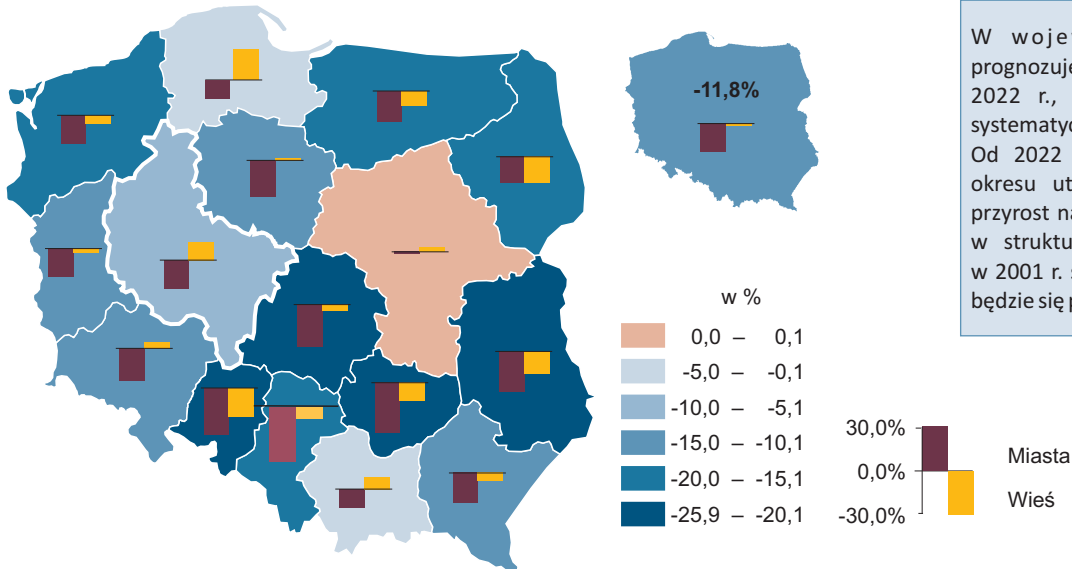 -11,8%
W woje
prognozuje
2022 r.,
systematyc
Od 2022
okresu ut
przyrost na
w struktu
w 2001 r. s
będzie się p
w %
0,0 – 0,1
-5,0 – -0,1
-10,0 – -5,1
-15,0 – -10,1
-20,0 – -15,1
-25,9 – -20,1
30,0%
0,0%
-30,0%
Miasta
Wieś